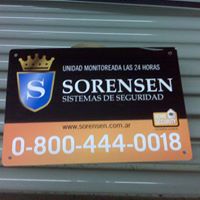 UNIDAD MONITOREADA LAS 24 HORAS
S
SORENSEN
SISTEMAS DE SEGURIDAD
www.sorensen.com.ar
0-800-444-0018